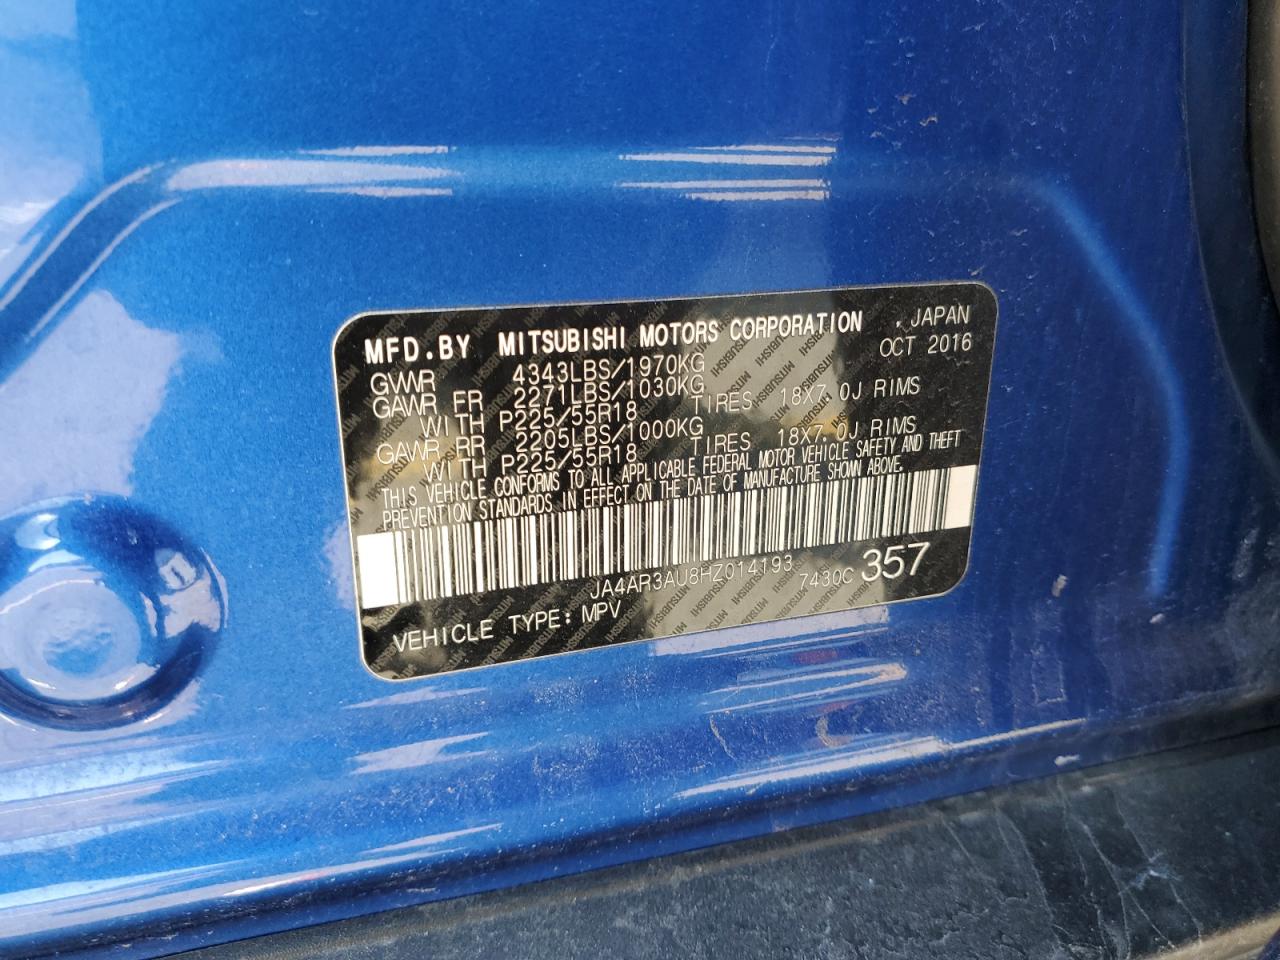 MFD.BY MITSUBISHI MOTORS CORPORATION , JAPAN
OCT 2016
GVWR 4343LBS/1970KG
GAWR FR 2271LBS/1030KG
WITH P225/55R18 TIRES 18X7.0J RIMS
GAWR RR 2205LBS/1000KG
WITH P225/55R18 TIRES 18X7.0J RIMS
THIS VEHICLE CONFORMS TO ALL APPLICABLE FEDERAL MOTOR VEHICLE SAFETY AND THEFT
PREVENTION STANDARDS IN EFFECT ON THE DATE OF MANUFACTURE SHOWN ABOVE.
JA4AR3AU8HZ014193 7430C 357
VEHICLE TYPE: MPV